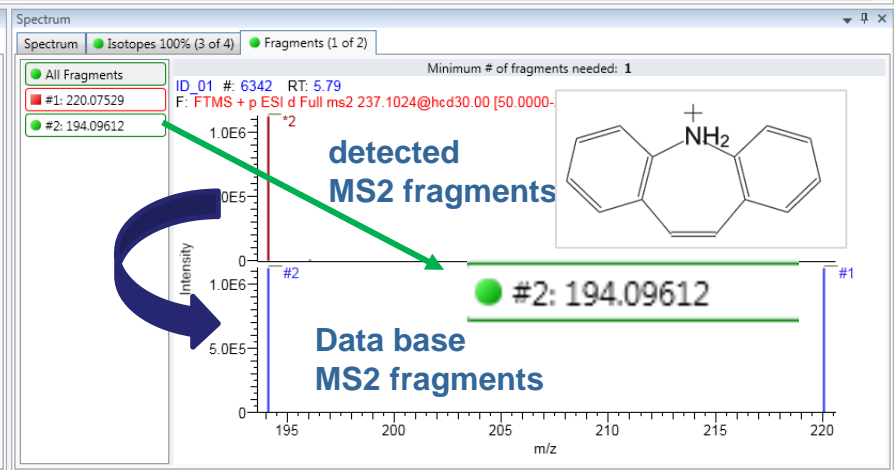 Spectrum
Spectrum Isotopes 100% (3 of 4) Fragments (1 of 2)
All Fragments
#1: 220.07529
#2: 194.09612
Minimum # of fragments needed: 1
ID_01 #: 6342 RT: 5.79
F: FTMS + p ESI d Full ms2 237.1024@hcd30.00 [50.0000-
*2
1.0E6
0E5
0
detected
MS2 fragments
+
NH2
Intensity
#2
#1
1.0E6
5.0E5
0
#2: 194.09612
Data base
MS2 fragments
195 200 205 210 215 220
m/z